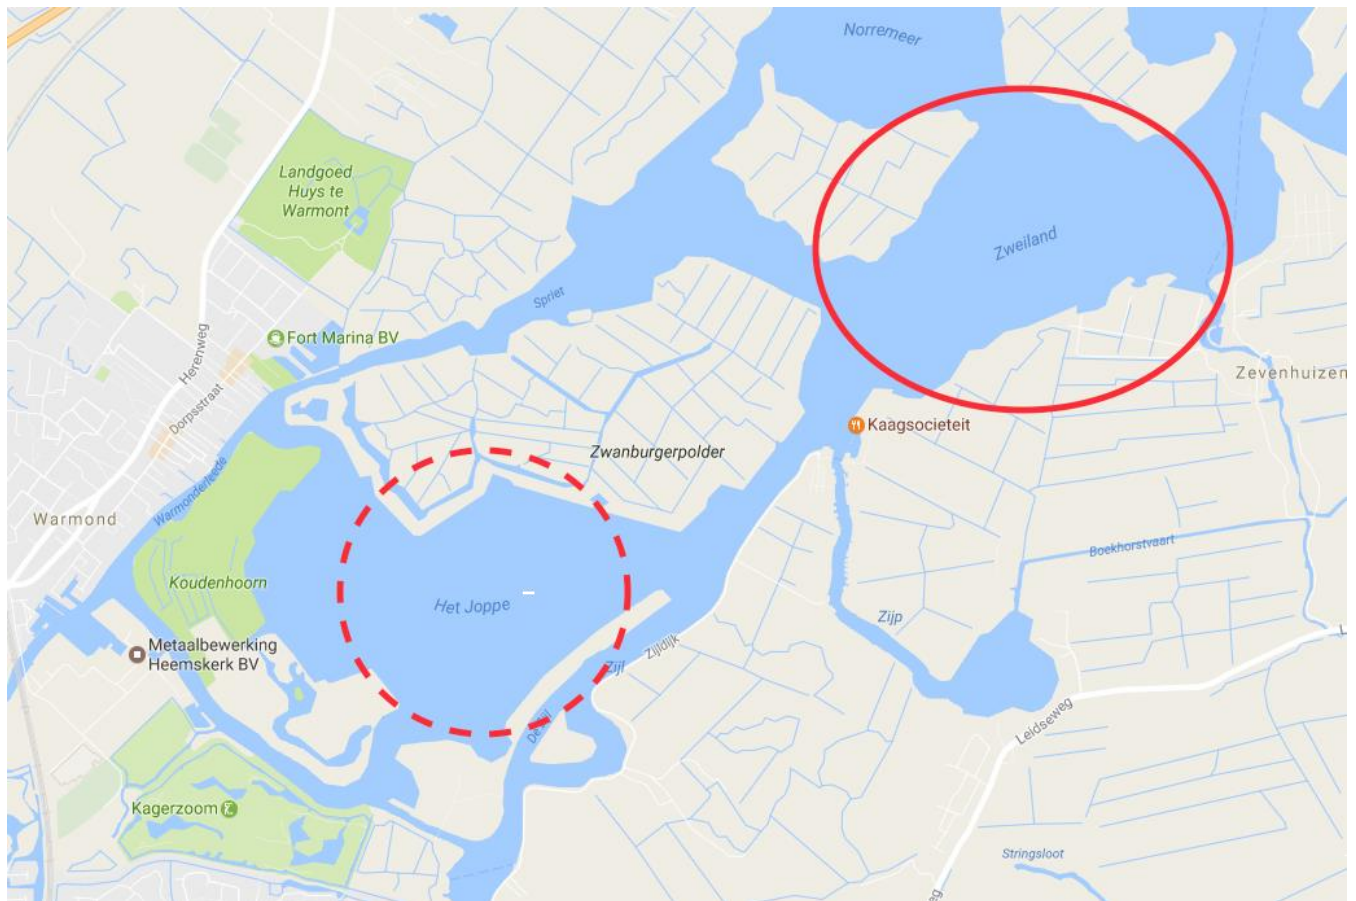 Norremeer
Landgoed
Huys te
Warmont
Zweiland
Spriet
Fort Marina BV
Herenweg
Dorpsstraat
Zevenhuizen
Kaagsocieteit
Zwanburgerpolder
Warmonderleede
Warmond
Boekhorstvaart
Koudenhoorn
Het Joppe
Zijp
Metaalbewerking
Heemskerk BV
Zijldijk
Zijl
Leidseweg
De Zijl
Kagerzoom
Stringsloot